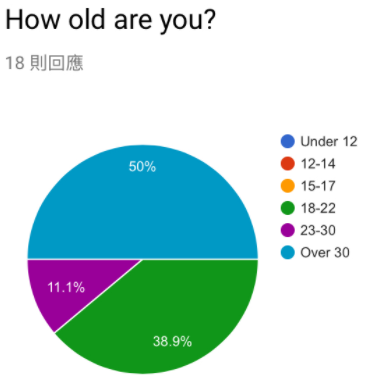 How old are you?
18 則回應
50%
11.1%
38.9%
Under 12
12-14
15-17
18-22
23-30
Over 30